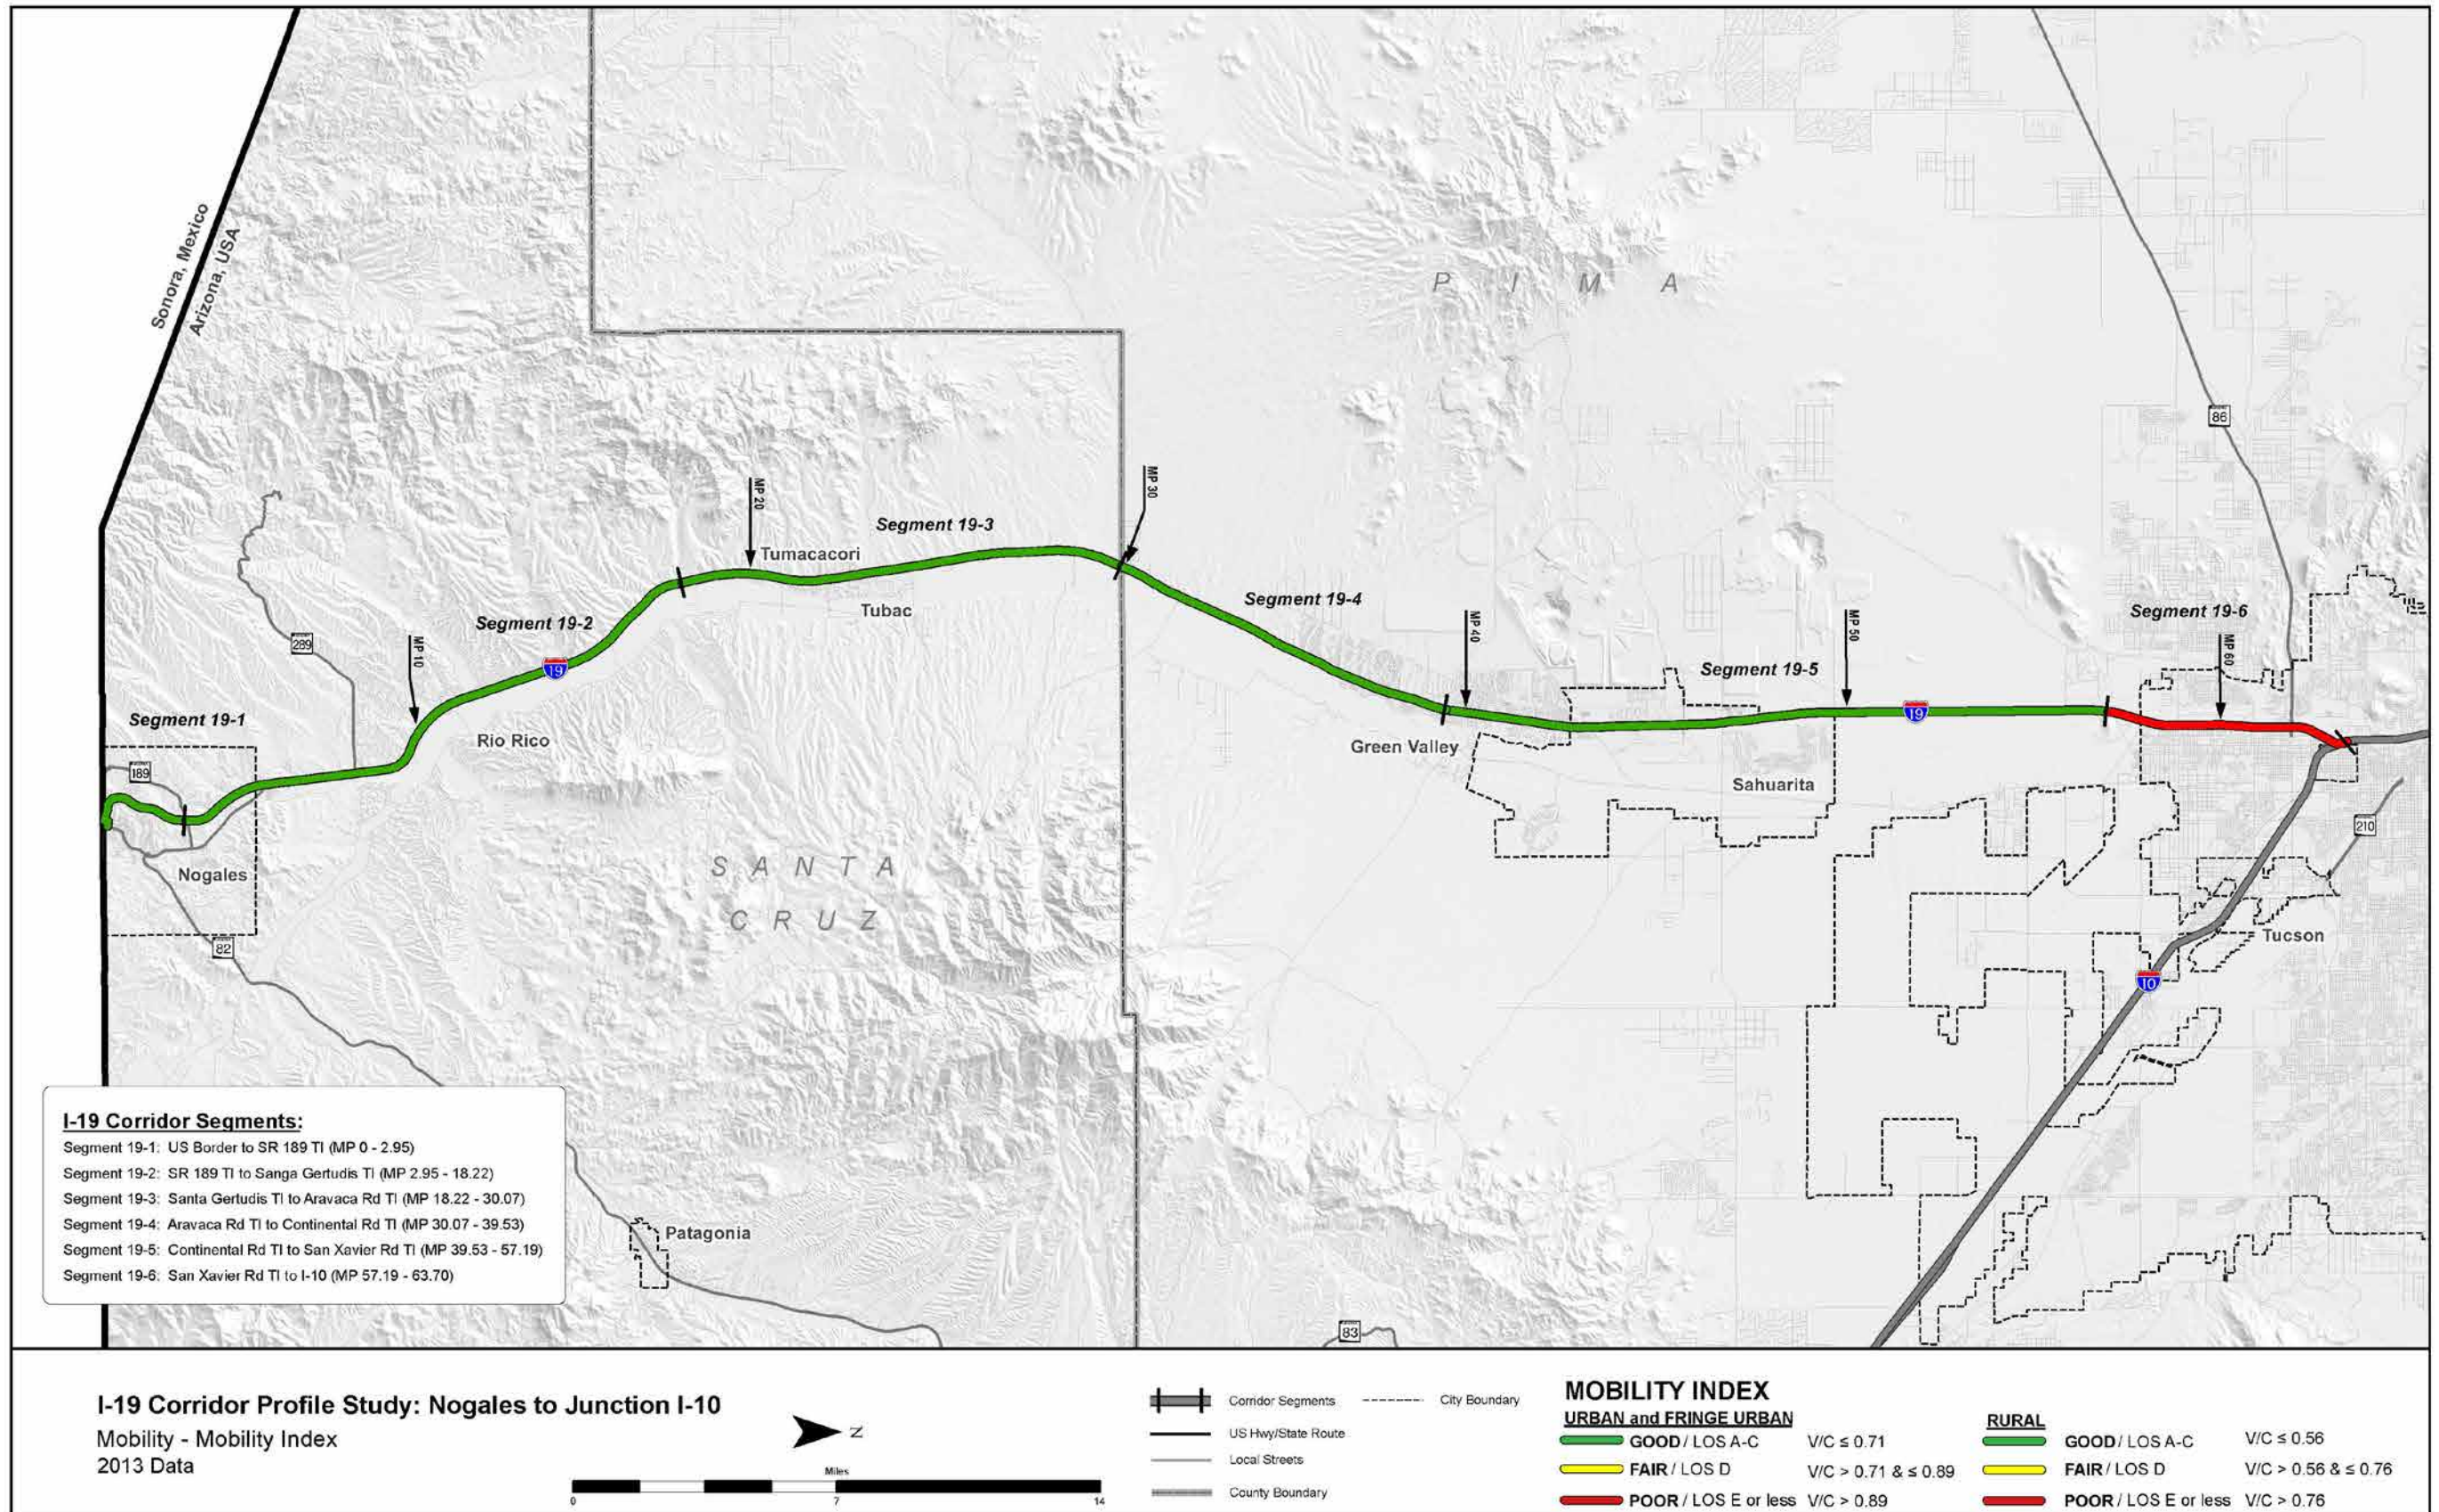 Sonora, Mexico
Arizona, USA
P I M A
86
MP 20
MP 30
Segment 19-3
Tumacacori
Tubac
Segment 19-2
289
MP 10
19
Segment 19-4
MP 40
MP 50
Segment 19-6
MP 60
Segment 19-5
19
Segment 19-1
Rio Rico
189
Green Valley
Sahuarita
210
Nogales
SANTA
CRUZ
82
Tucson
10
Patagonia
83
I-19 Corridor Segments:
Segment 19-1: US Border to SR 189 TI (MP 0 - 2.95)
Segment 19-2: SR 189 TI to Sanga Gertudis TI (MP 2.95 - 18.22)
Segment 19-3: Santa Gertudis TI to Aravaca Rd TI (MP 18.22 - 30.07)
Segment 19-4: Aravaca Rd TI to Continental Rd TI (MP 30.07 - 39.53)
Segment 19-5: Continental Rd TI to San Xavier Rd TI (MP 39.53 - 57.19)
Segment 19-6: San Xavier Rd TI to I-10 (MP 57.19 - 63.70)
I-19 Corridor Profile Study: Nogales to Junction I-10
Mobility - Mobility Index
2013 Data
N
Miles
0 7 14
Corridor Segments
City Boundary
US Hwy/State Route
Local Streets
County Boundary
MOBILITY INDEX
URBAN and FRINGE URBAN
GOOD / LOS A-C V/C ≤ 0.71
FAIR / LOS D V/C > 0.71 & ≤ 0.89
POOR / LOS E or less V/C > 0.89
RURAL
GOOD / LOS A-C V/C ≤ 0.56
FAIR / LOS D V/C > 0.56 & ≤ 0.76
POOR / LOS E or less V/C > 0.76